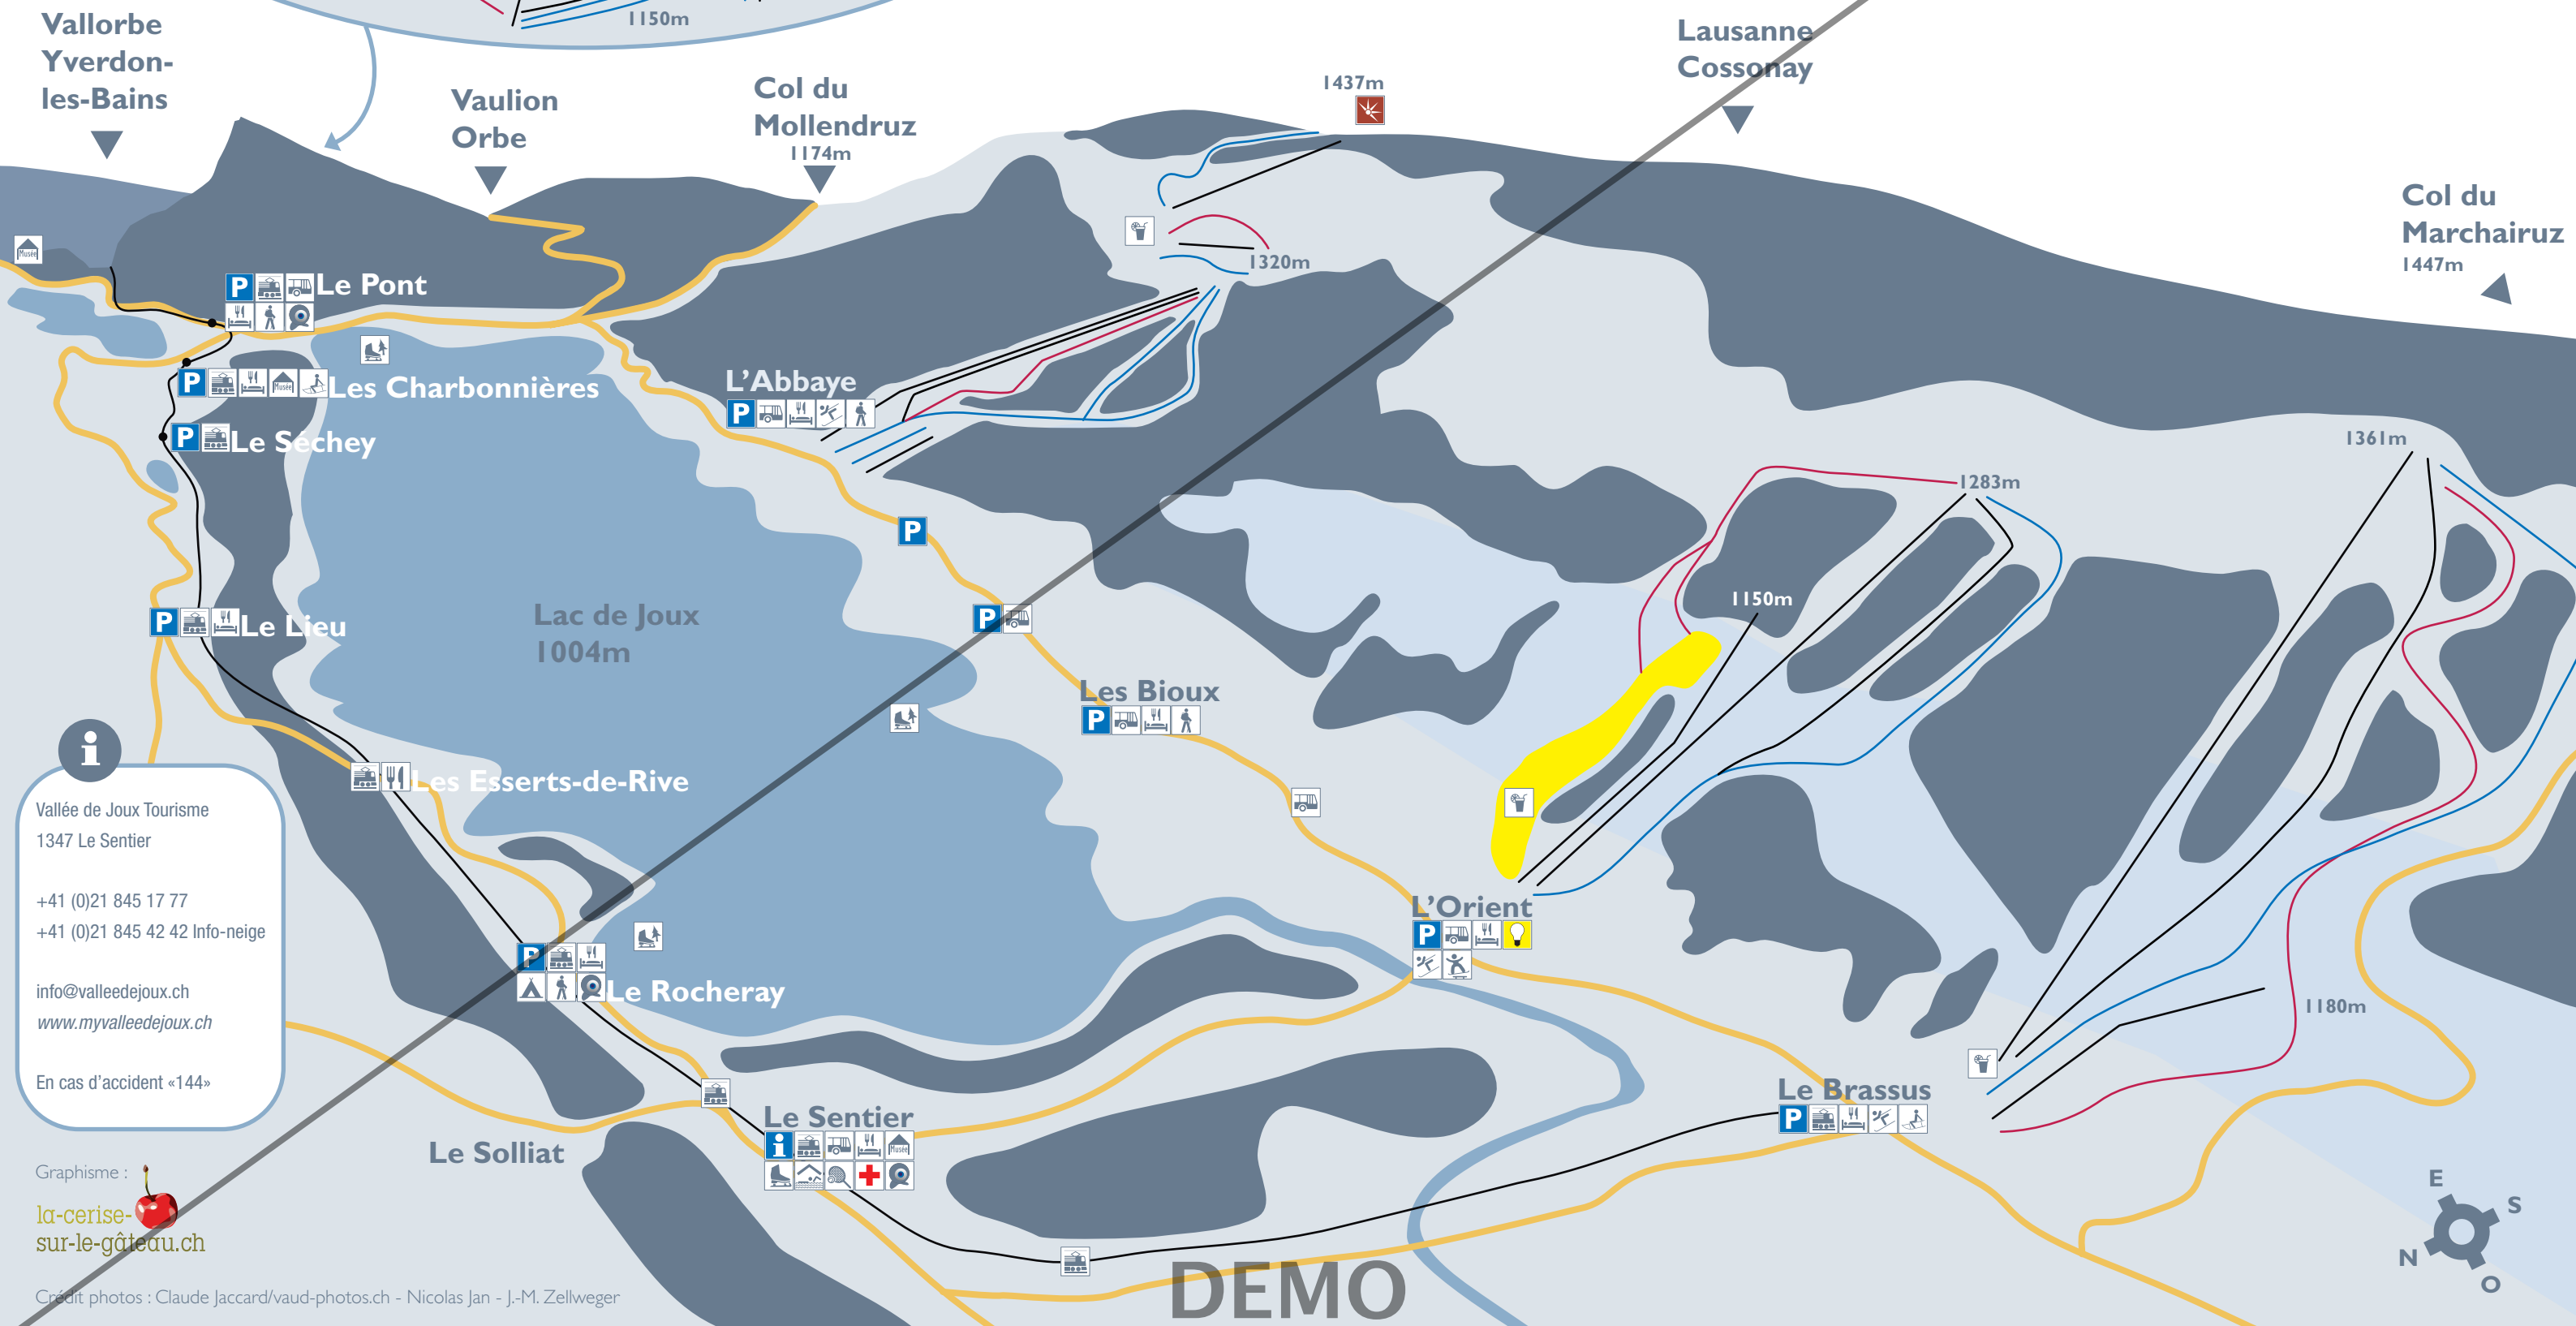 1150m
Vallorbe
Yverdon-
les-Bains
Vaulion
Orbe
Col du
Mollendruz
1174m
1437m
Lausanne
Cossonay
Col du
Marchairuz
1447m
Musée
1320m
P
Le Pont
P
Musée
Les Charbonnières
P
Le Séchey
L'Abbaye
P
P
1361m
1283m
1150m
P
Le Lieu
Lac de Joux
1004m
P
Les Bioux
P
Les Esserts-de-Rive
i
Vallée de Joux Tourisme
1347 Le Sentier
+41 (0)21 845 17 77
+41 (0)21 845 42 42 Info-neige
info@valleedejoux.ch
www.myvalleedejoux.ch
En cas d'accident «144»
L'Orient
P
P
Le Rocheray
1180m
Le Brassus
P
Le Sentier
i
Musée
Le Solliat
Graphisme :
la-cerise-
sur-le-gâteau.ch
Crédit photos : Claude Jaccard/vaud-photos.ch - Nicolas Jan - J.-M. Zellweger
DEMO
E
S
N
O